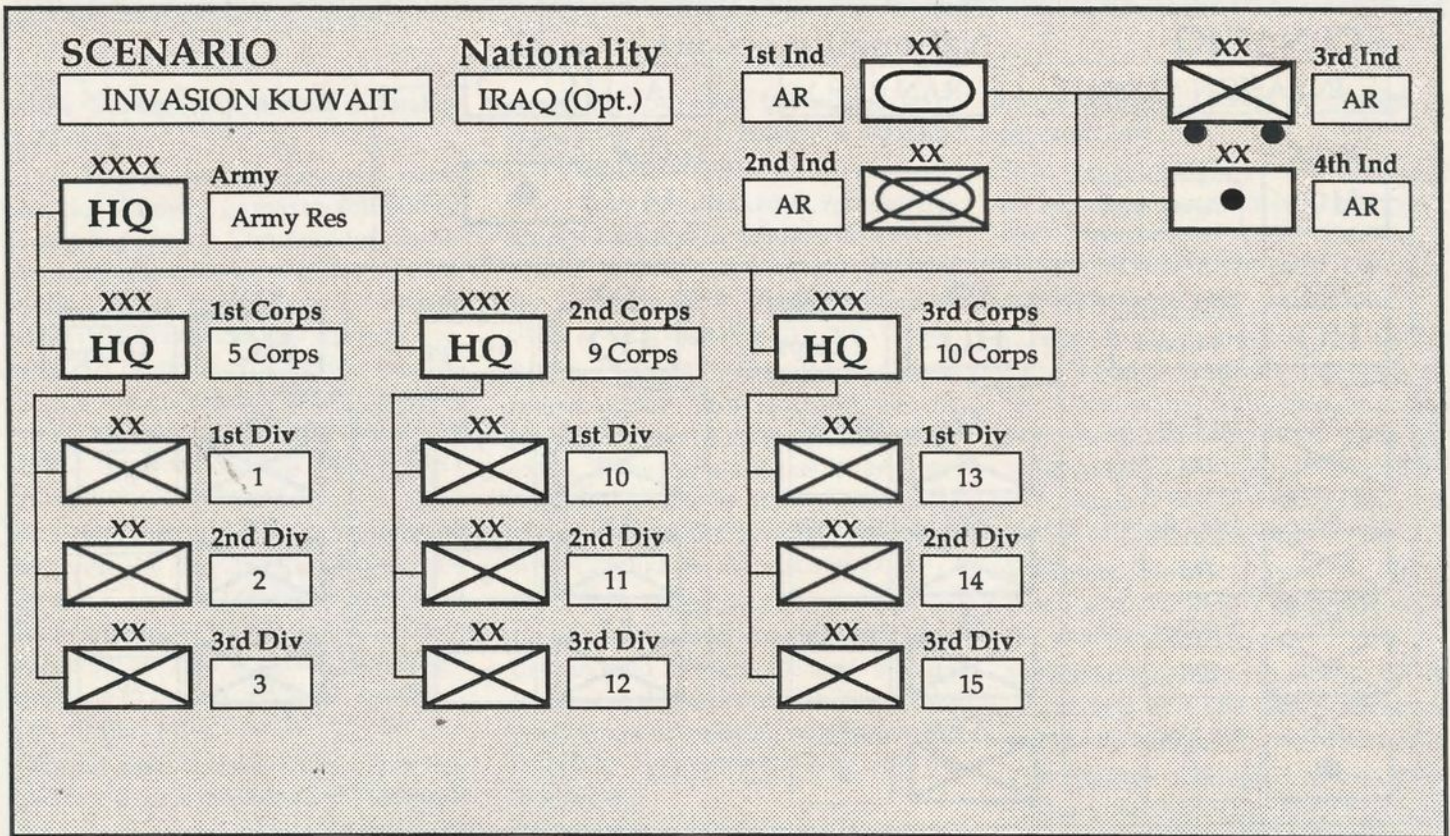 SCENARIO
INVASION KUWAIT
Nationality
IRAQ (Opt.)
1st Ind
AR
XX
XX
3rd Ind
AR
2nd Ind
AR
XX
XX
4th Ind
AR
XXXX
HQ
Army
Army Res
XXX
HQ
1st Corps
5 Corps
XXX
HQ
2nd Corps
9 Corps
XXX
HQ
3rd Corps
10 Corps
XX
1st Div
1
XX
1st Div
10
XX
1st Div
13
XX
2nd Div
2
XX
2nd Div
11
XX
2nd Div
14
XX
3rd Div
3
XX
3rd Div
12
XX
3rd Div
15